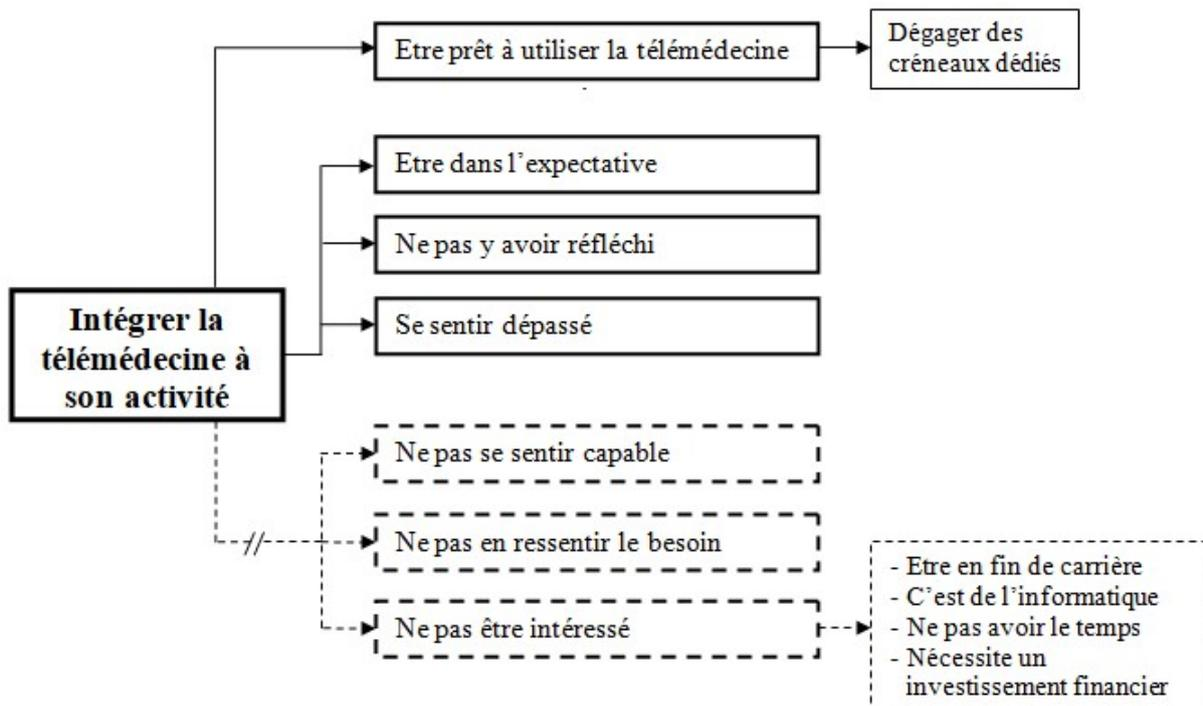 Etre prêt à utiliser la télémédecine
Dégager des
créneaux dédiés
Etre dans l'expectative
Ne pas y avoir réfléchi
Se sentir dépassé
Intégrer la
télémédecine à
son activité
Ne pas se sentir capable
Ne pas en ressentir le besoin
Ne pas être intéressé
- Etre en fin de carrière
- C'est de l'informatique
- Ne pas avoir le temps
- Nécessite un
investissement financier